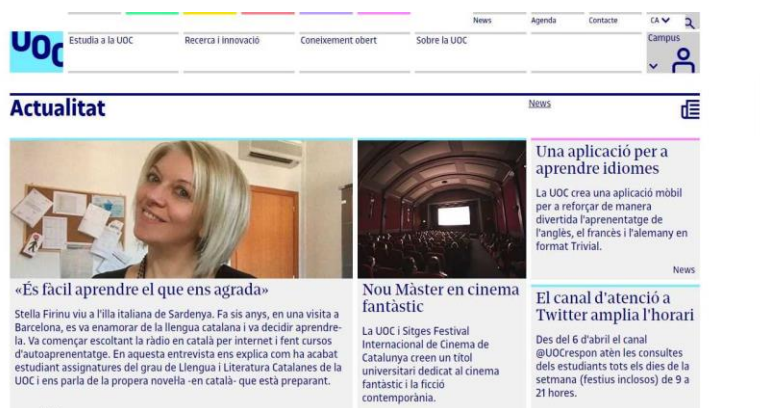 News
Agenda
Contacte
CA
UOC
Estudia a la UOC
Recerca i innovació
Coneixement obert
Sobre la UOC
Campus
Actualitat
News
«És fàcil aprendre el que ens agrada»
Stella Firinu viu a l'illa italiana de Sardenya. Fa sis anys, en una visita a
Barcelona, es va enamorar de la llengua catalana i va decidir aprendre-
la. Va començar escoltant la ràdio en català per internet i fent cursos
d'autoaprenentatge. En aquesta entrevista ens explica com ha acabat
estudiant assignatures del grau de Llengua i Literatura Catalanes de la
UOC i ens parla de la propera novel·la -en català- que està preparant.
Nou Màster en cinema
fantàstic
La UOC i Sitges Festival
Internacional de Cinema de
Catalunya creen un títol
universitari dedicat al cinema
fantàstic i la ficció
contemporània.
Una aplicació per a
aprendre idiomes
La UOC crea una aplicació mòbil
per a reforçar de manera
divertida l'aprenentatge de
l'anglès, el francès i l'alemany en
format Trivial.
News
El canal d'atenció a
Twitter amplia l'horari
Des del 6 d'abril el canal
@UOCrespon atèn les consultes
dels estudiants tots els dies de la
setmana (festius inclosos) de 9 a
21 hores.